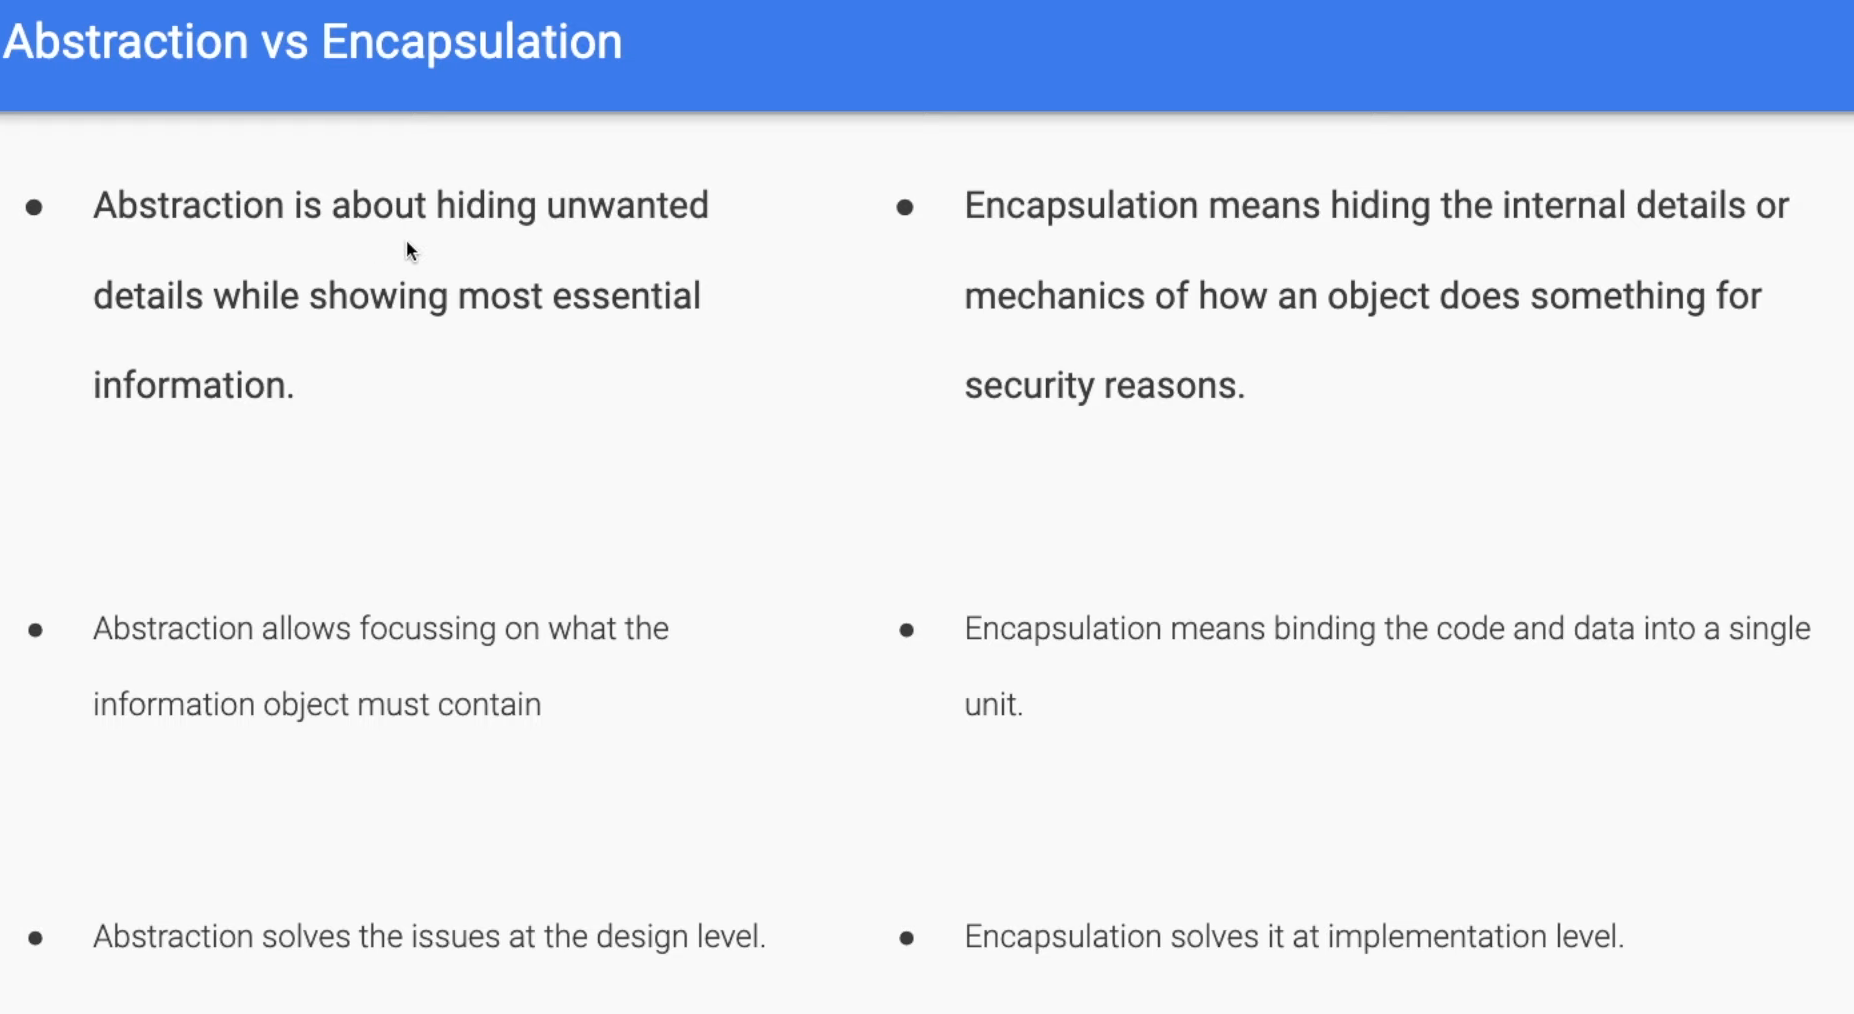 Abstraction vs Encapsulation
● Abstraction is about hiding unwanted
details while showing most essential
information.
● Encapsulation means hiding the internal details or
mechanics of how an object does something for
security reasons.
● Abstraction allows focussing on what the
information object must contain
● Encapsulation means binding the code and data into a single
unit.
● Abstraction solves the issues at the design level.
● Encapsulation solves it at implementation level.